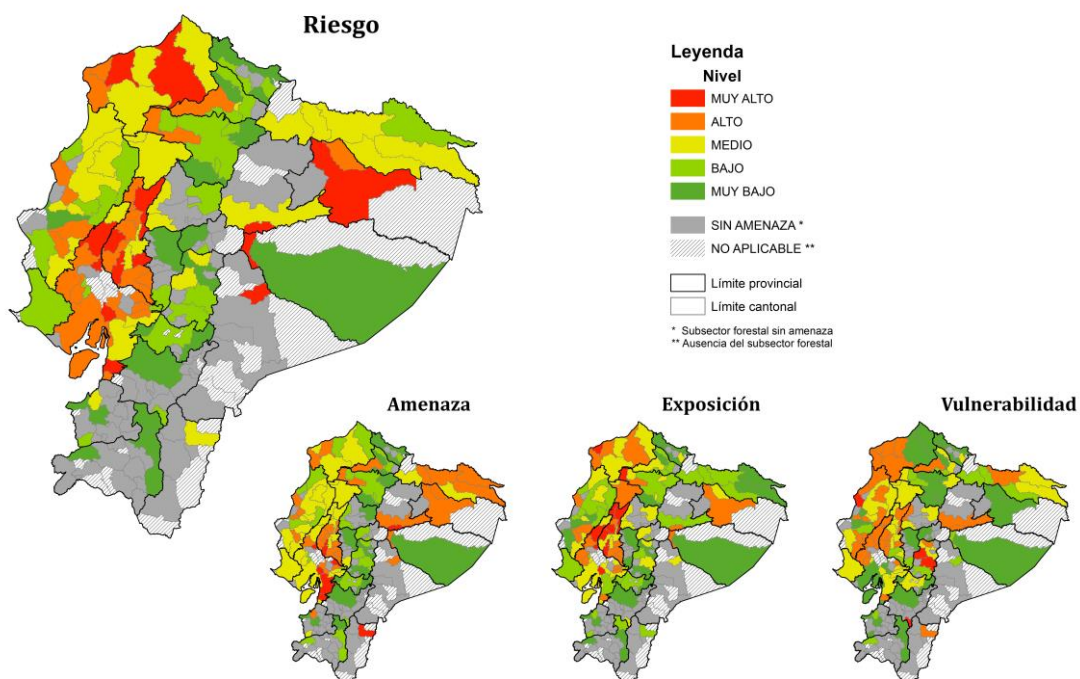 Riesgo
Leyenda
Nivel
MUY ALTO
ALTO
MEDIO
BAJO
MUY BAJO
SIN AMENAZA *
NO APLICABLE **
Límite provincial
Límite cantonal
* Subsector forestal sin amenaza
** Ausencia del subsector forestal
Amenaza
Exposición
Vulnerabilidad